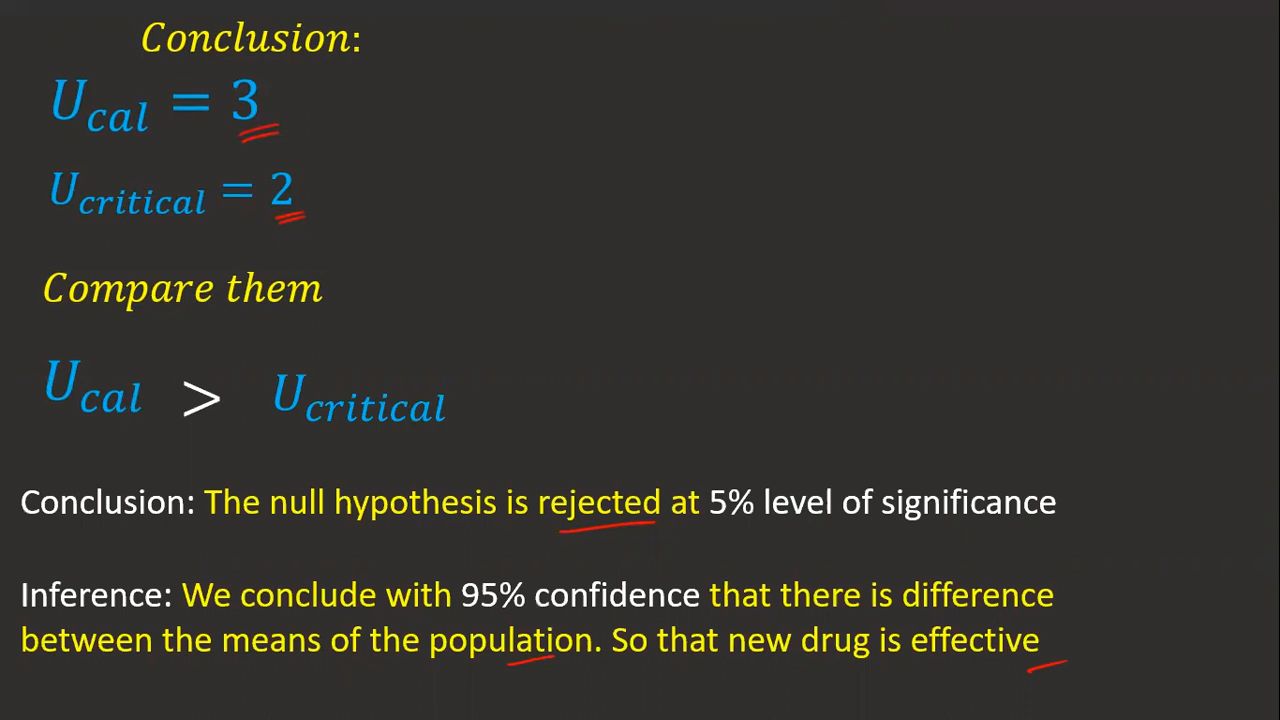 Conclusion:
U_cal = 3
U_critical = 2
Compare them
U_cal > U_critical
Conclusion: The null hypothesis is rejected at 5% level of significance
Inference: We conclude with 95% confidence that there is difference
between the means of the population. So that new drug is effective